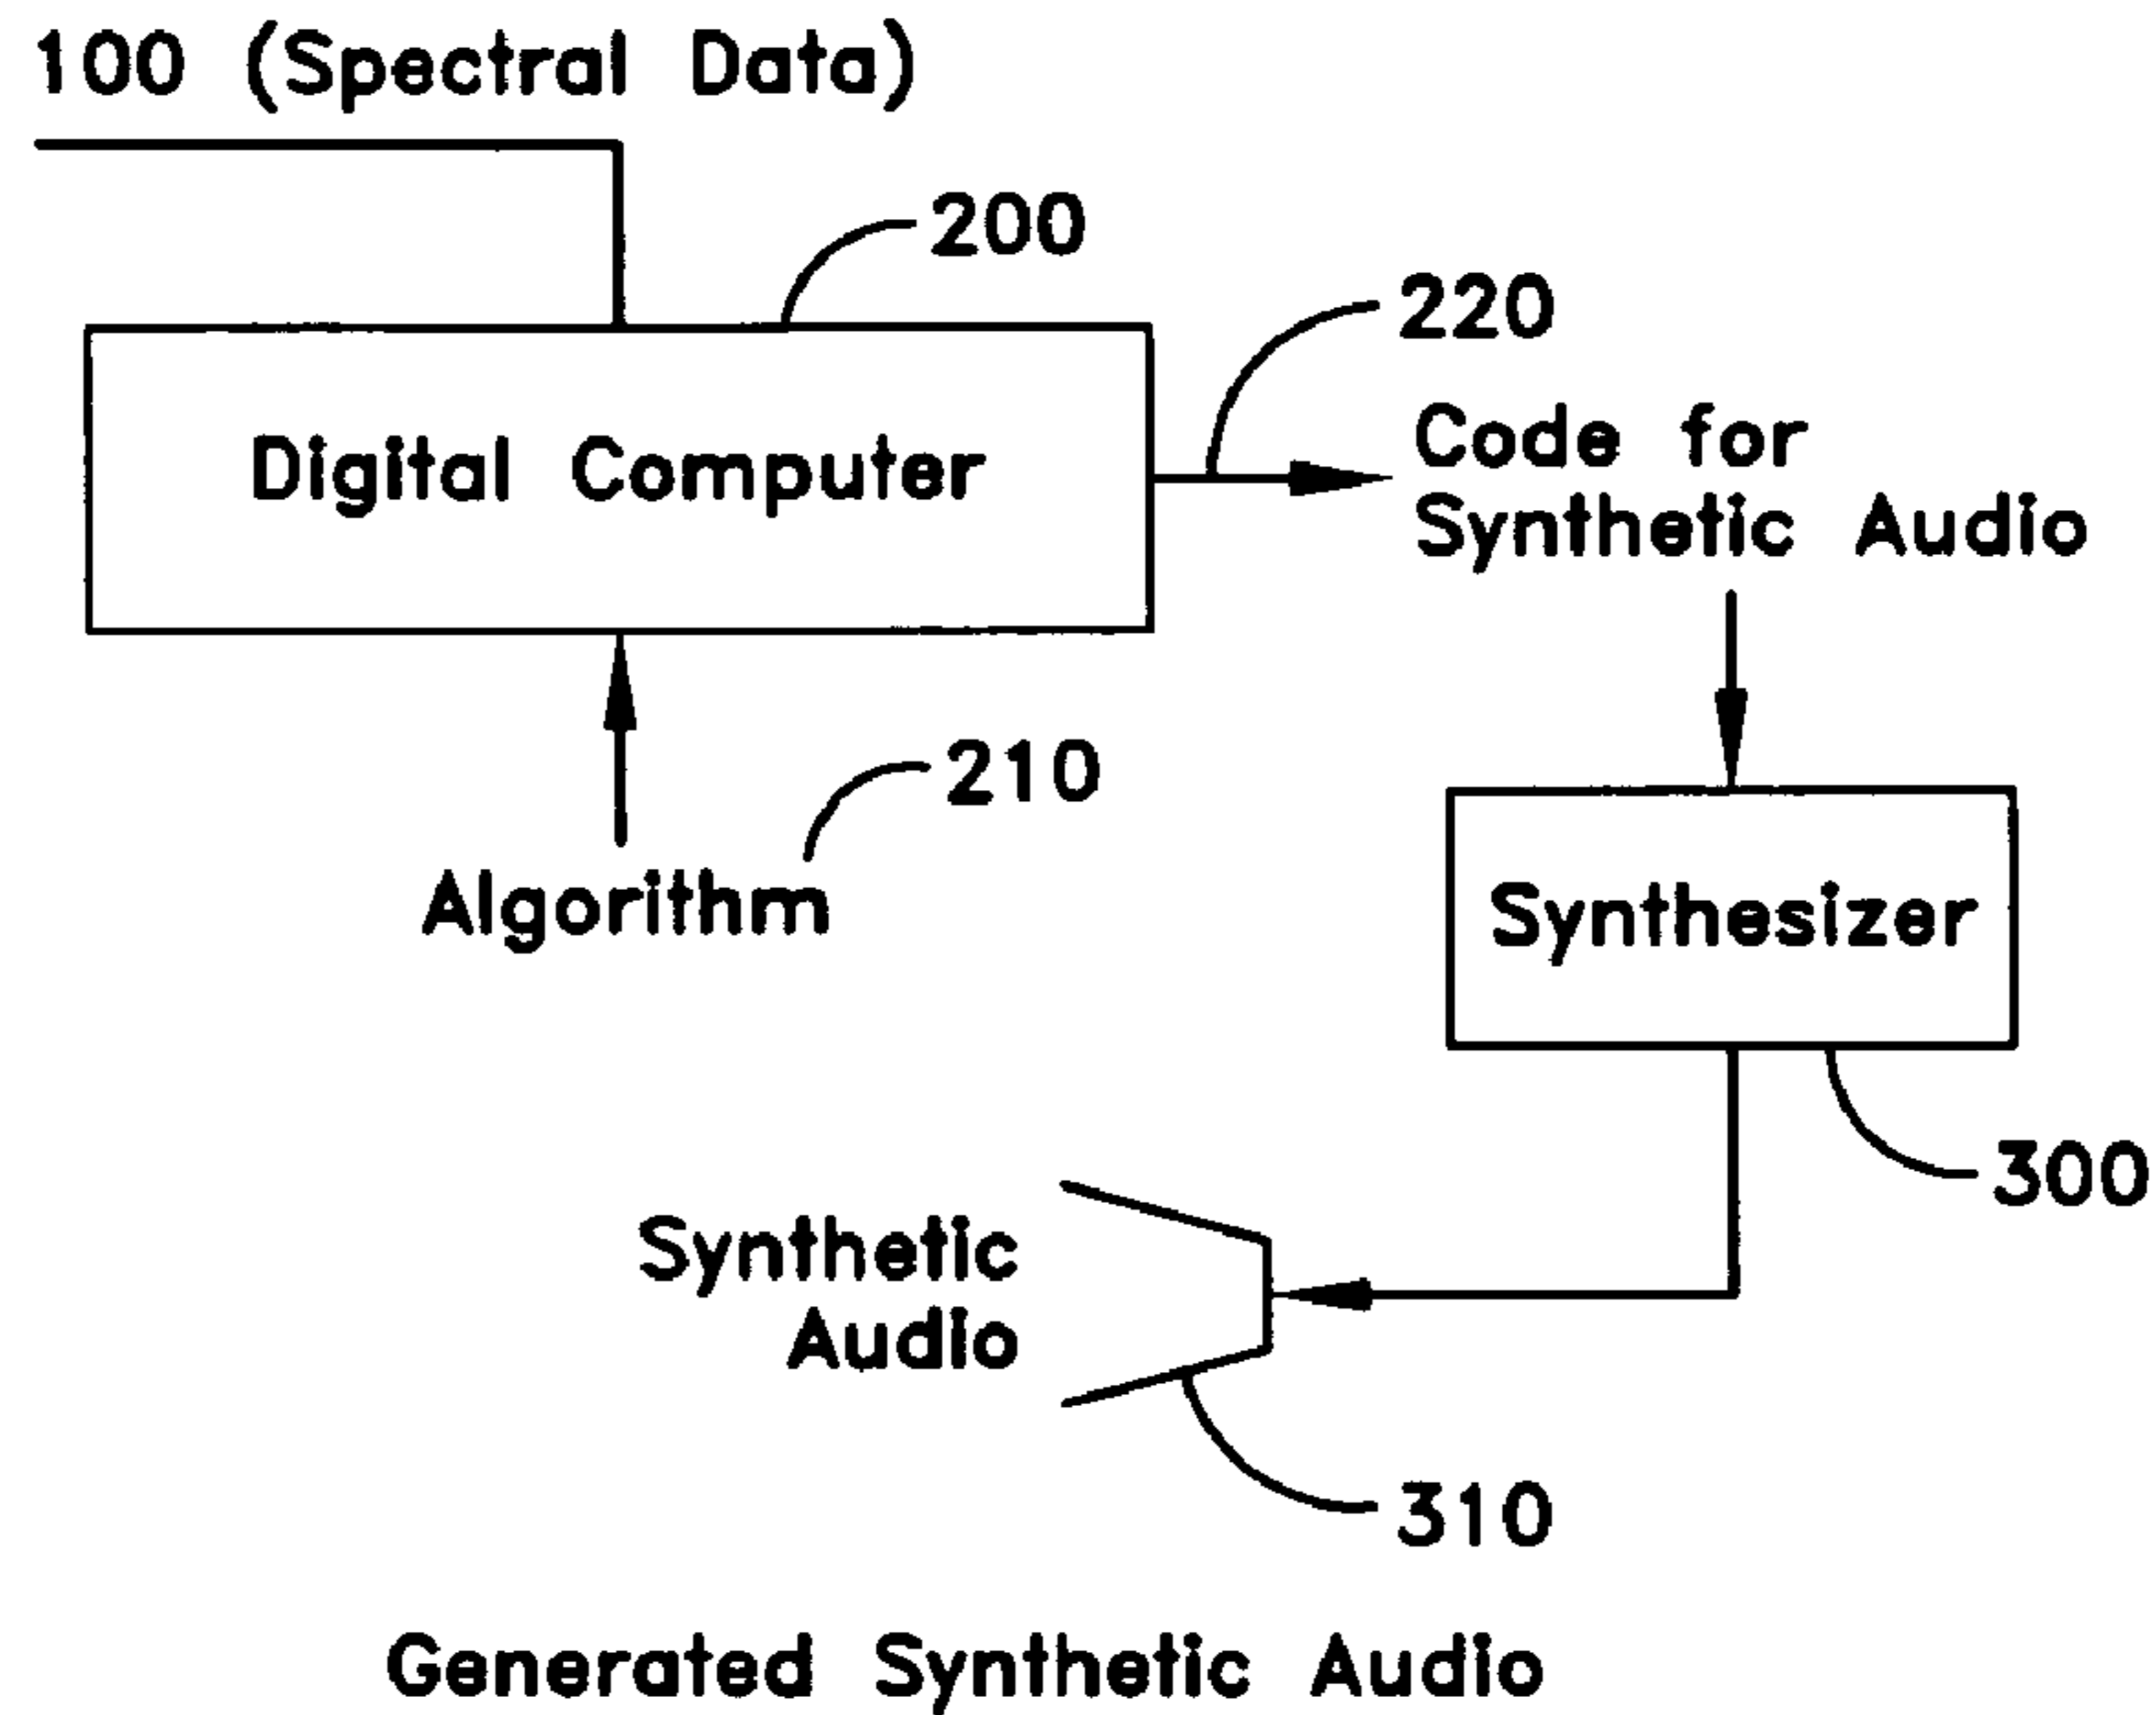 100 (Spectral Data)
200
220
Digital Computer
Code for
Synthetic Audio
210
Algorithm
Synthesizer
300
Synthetic
Audio
310
Generated Synthetic Audio